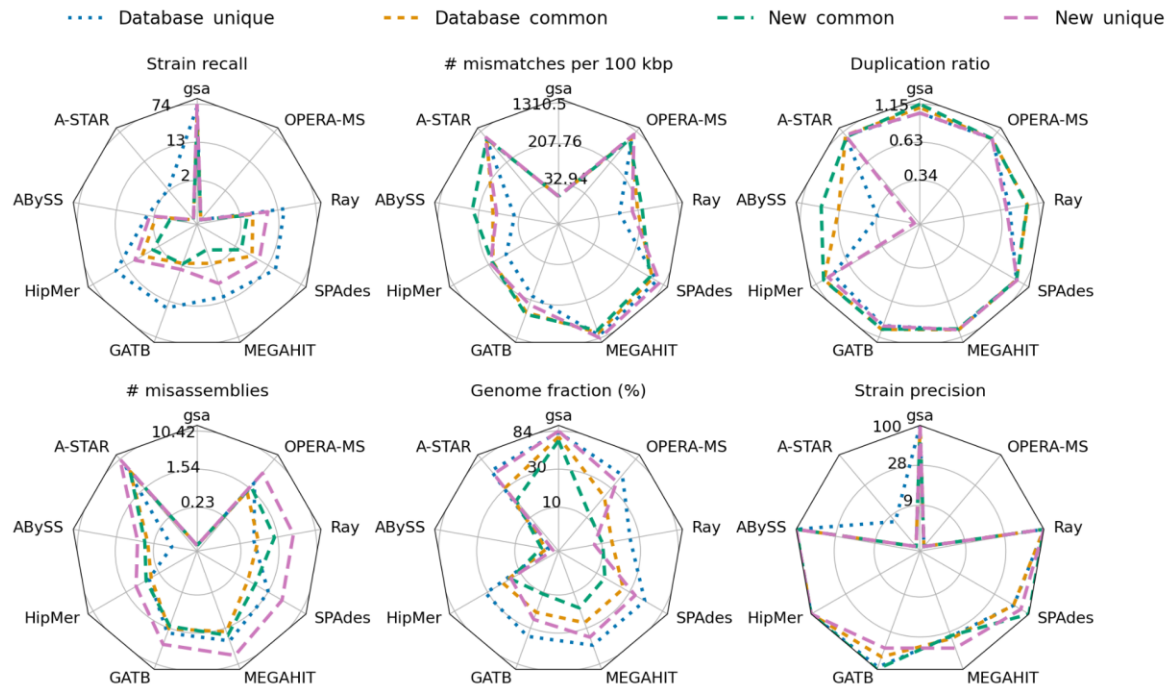 Database unique
Database common
New common
New unique
Strain recall
gsa
OPERA-MS
Ray
SPAdes
MEGAHIT
GATB
HipMer
ABySS
A-STAR
74
13
2
# mismatches per 100 kbp
gsa
OPERA-MS
Ray
SPAdes
MEGAHIT
GATB
HipMer
ABySS
A-STAR
1310.5
207.76
32.94
Duplication ratio
gsa
OPERA-MS
Ray
SPAdes
MEGAHIT
GATB
HipMer
ABySS
A-STAR
1.15
0.63
0.34
# misassemblies
gsa
OPERA-MS
Ray
SPAdes
MEGAHIT
GATB
HipMer
ABySS
A-STAR
10.42
1.54
0.23
Genome fraction (%)
gsa
OPERA-MS
Ray
SPAdes
MEGAHIT
GATB
HipMer
ABySS
A-STAR
84
30
10
Strain precision
gsa
OPERA-MS
Ray
SPAdes
MEGAHIT
GATB
HipMer
ABySS
A-STAR
100
28
9